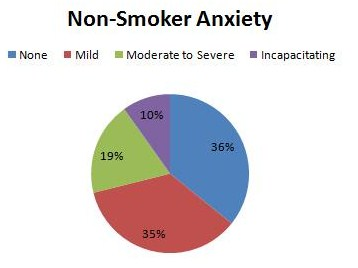 Non-Smoker Anxiety
None Mild Moderate to Severe Incapacitating
10%
36%
19%
35%